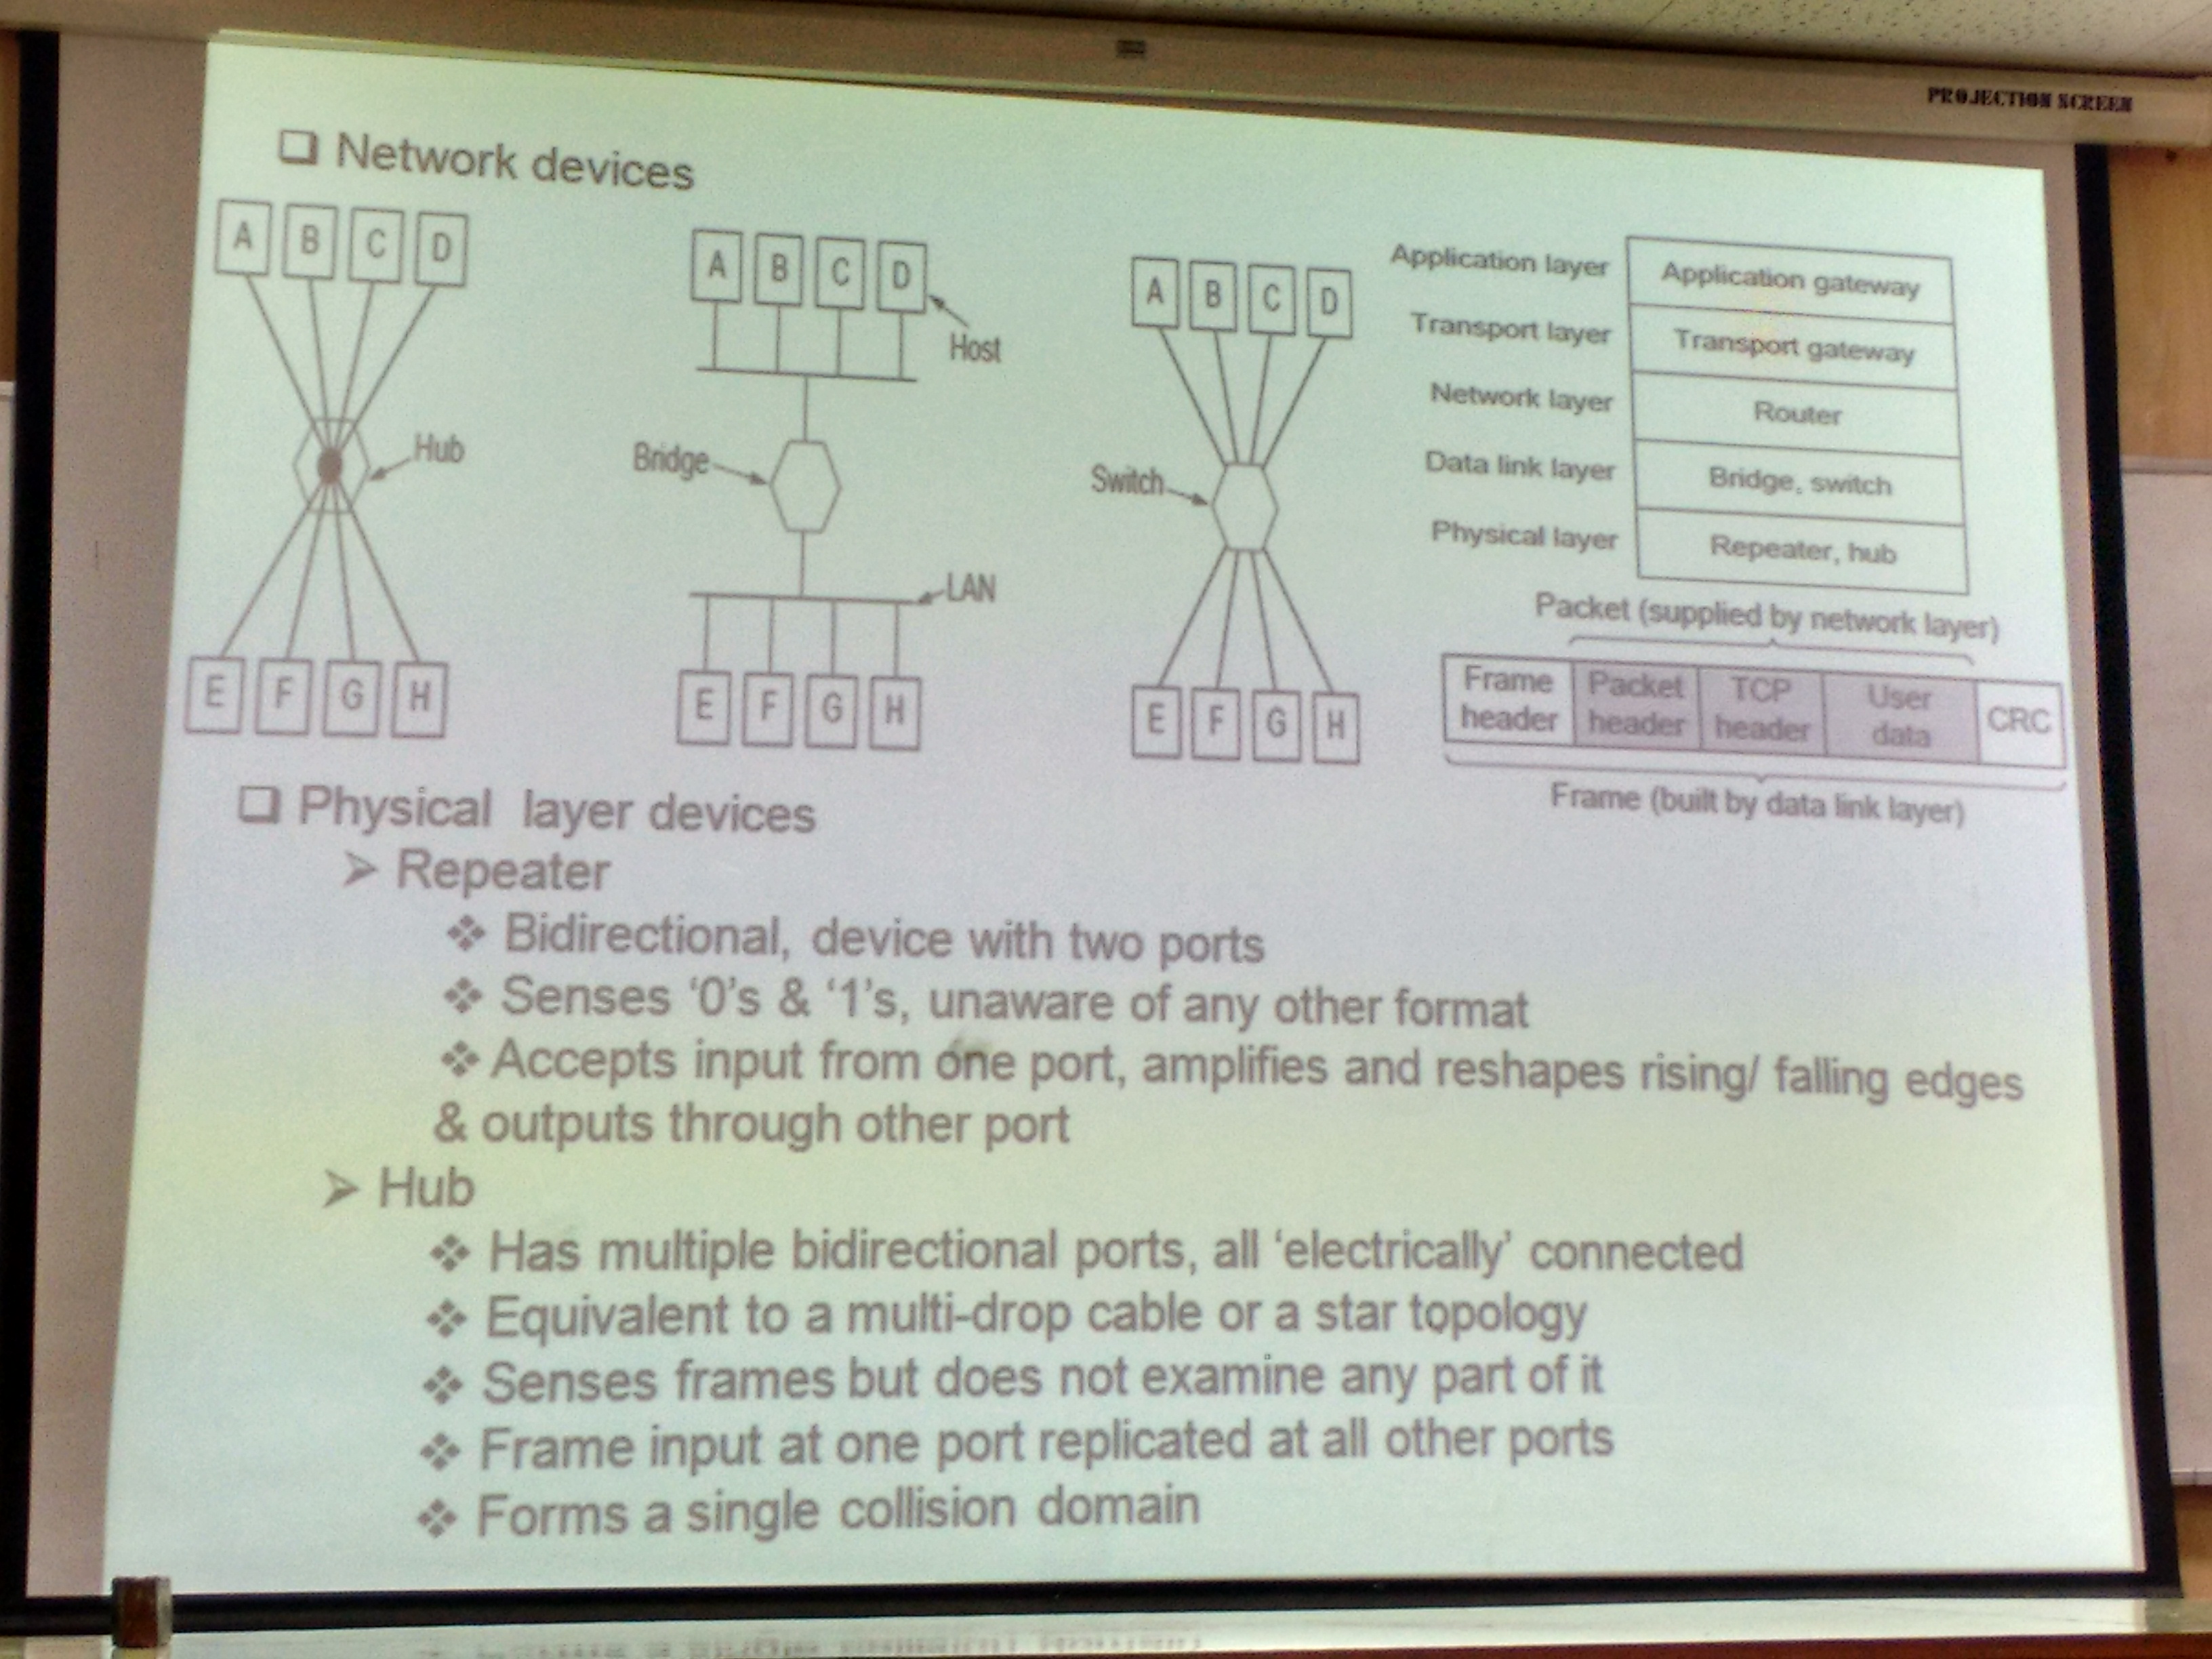 PROJECTION SCREEN
❑ Network devices
A B C D
Hub
E F G H
A B C D
Host
Bridge
LAN
E F G H
A B C D
Switch
E F G H
Application layer Application gateway
Transport layer Transport gateway
Network layer Router
Data link layer Bridge, switch
Physical layer Repeater, hub
Packet (supplied by network layer)
Frame header Packet header TCP header User data CRC
Frame (built by data link layer)
❑ Physical layer devices
➢ Repeater
❖ Bidirectional, device with two ports
❖ Senses ‘0’s & ‘1’s, unaware of any other format
❖ Accepts input from one port, amplifies and reshapes rising/ falling edges
& outputs through other port
➢ Hub
❖ Has multiple bidirectional ports, all ‘electrically’ connected
❖ Equivalent to a multi-drop cable or a star topology
❖ Senses frames but does not examine any part of it
❖ Frame input at one port replicated at all other ports
❖ Forms a single collision domain